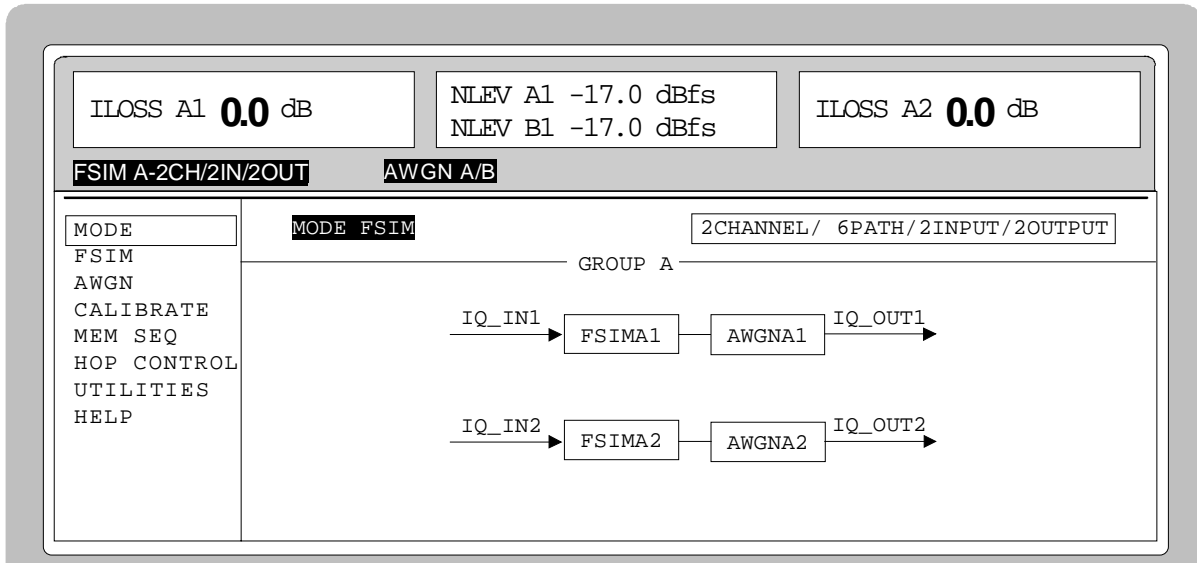 ILOSS A1 0.0 dB
NLEV A1 -17.0 dBfs
NLEV B1 -17.0 dBfs
ILOSS A2 0.0 dB
FSIM A-2CH/2IN/2OUT AWGN A/B
MODE
FSIM
AWGN
CALIBRATE
MEM SEQ
HOP CONTROL
UTILITIES
HELP
MODE FSIM
2CHANNEL/ 6PATH/2INPUT/2OUTPUT
GROUP A
IQ_IN1 FSIMA1 AWGNA1 IQ_OUT1
IQ_IN2 FSIMA2 AWGNA2 IQ_OUT2